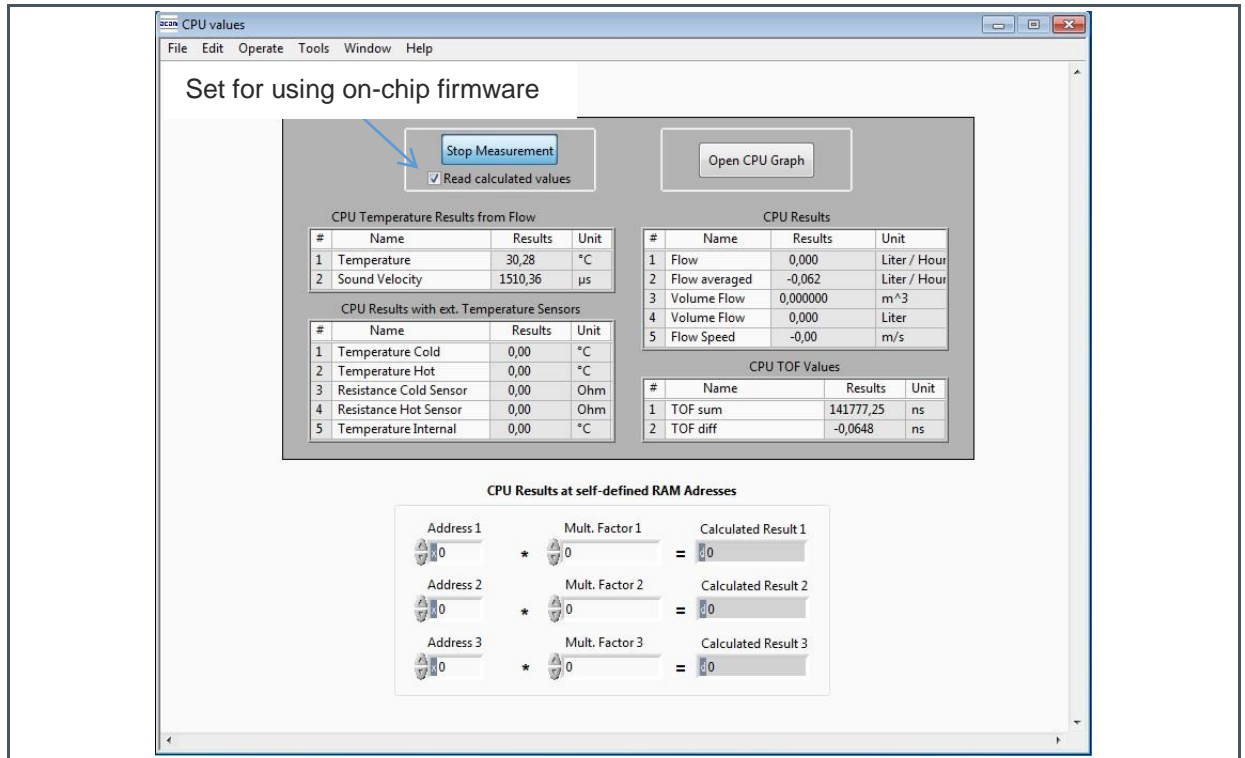 acam CPU values
File Edit Operate Tools Window Help
Set for using on-chip firmware
Stop Measurement
Read calculated values
Open CPU Graph
CPU Temperature Results from Flow
# Name Results Unit
1 Temperature 30,28 °C
2 Sound Velocity 1510,36 µs
CPU Results with ext. Temperature Sensors
# Name Results Unit
1 Temperature Cold 0,00 °C
2 Temperature Hot 0,00 °C
3 Resistance Cold Sensor 0,00 Ohm
4 Resistance Hot Sensor 0,00 Ohm
5 Temperature Internal 0,00 °C
CPU Results
# Name Results Unit
1 Flow 0,000 Liter / Hour
2 Flow averaged -0,062 Liter / Hour
3 Volume Flow 0,000000 m^3
4 Volume Flow 0,000 Liter
5 Flow Speed -0,00 m/s
CPU TOF Values
# Name Results Unit
1 TOF sum 141777,25 ns
2 TOF diff -0,0648 ns
CPU Results at self-defined RAM Adresses
Address 1 Mult. Factor 1 Calculated Result 1
x 0 * 0 = d 0
Address 2 Mult. Factor 2 Calculated Result 2
x 0 * 0 = d 0
Address 3 Mult. Factor 3 Calculated Result 3
x 0 * 0 = d 0